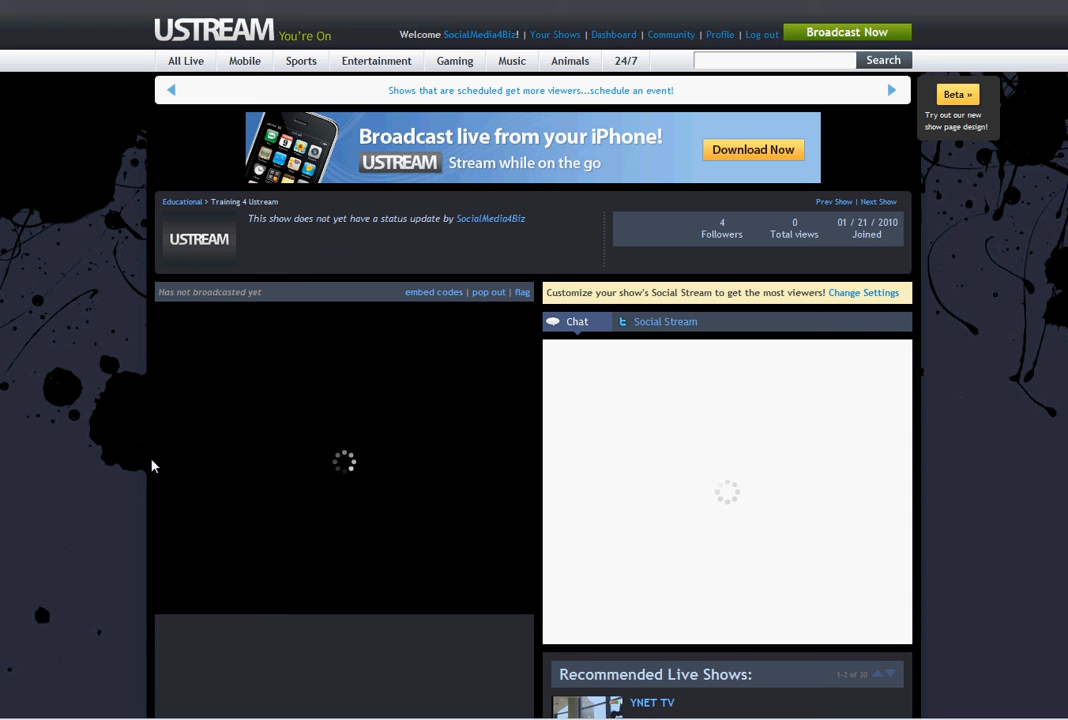 USTREAM You're On
Welcome SocialMedia4Biz! | Your Shows | Dashboard | Community | Profile | Log out
Broadcast Now
All Live Mobile Sports Entertainment Gaming Music Animals 24/7
Search
Shows that are scheduled get more viewers...schedule an event!
Beta »
Try out our new
show page design!
Broadcast live from your iPhone!
USTREAM Stream while on the go
Download Now
Educational > Training 4 Ustream
Prev Show | Next Show
USTREAM
This show does not yet have a status update by SocialMedia4Biz
4 0 01 / 21 / 2010
Followers Total views Joined
Has not broadcasted yet
embed codes | pop out | flag
Customize your show's Social Stream to get the most viewers! Change Settings
Chat Social Stream
Recommended Live Shows:
1-2 of 30
YNET TV